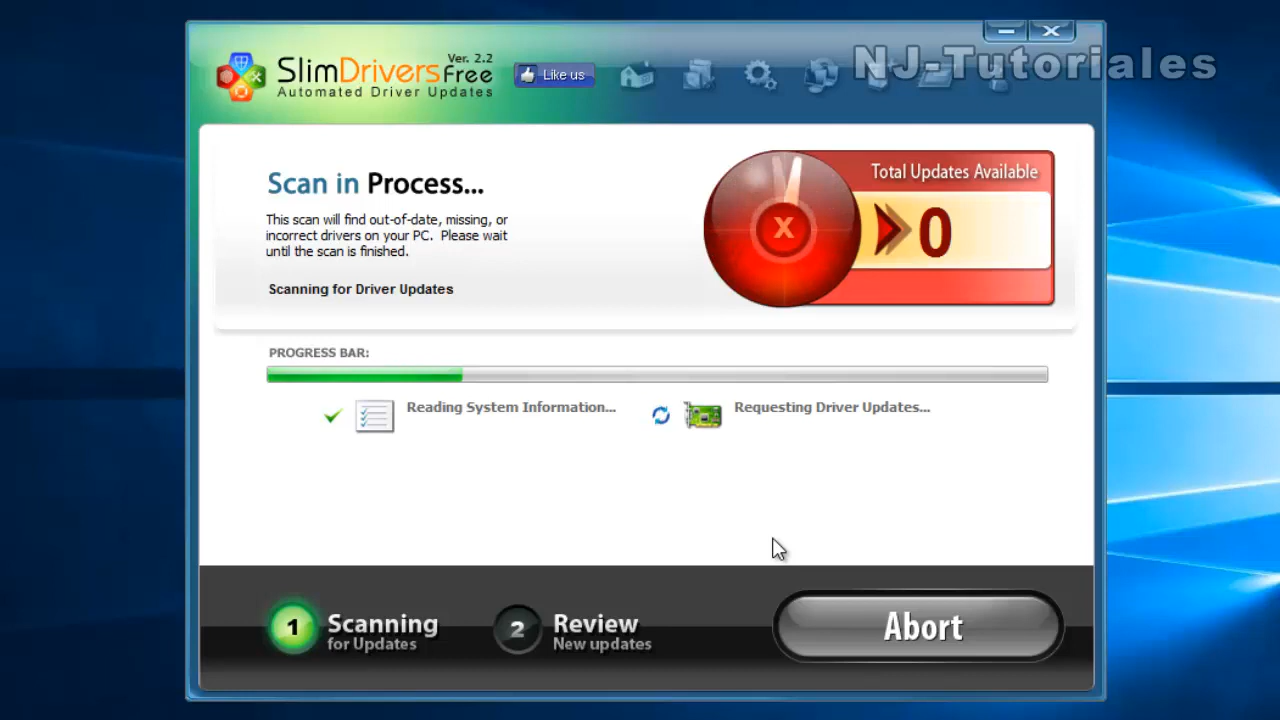 SlimDriversFree Ver. 2.2
Automated Driver Updates
Like us
NJ-Tutoriales
Scan in Process...
This scan will find out-of-date, missing, or
incorrect drivers on your PC. Please wait
until the scan is finished.
Scanning for Driver Updates
Total Updates Available
X
0
PROGRESS BAR:
Reading System Information...
Requesting Driver Updates...
1
Scanning
for Updates
2
Review
New updates
Abort